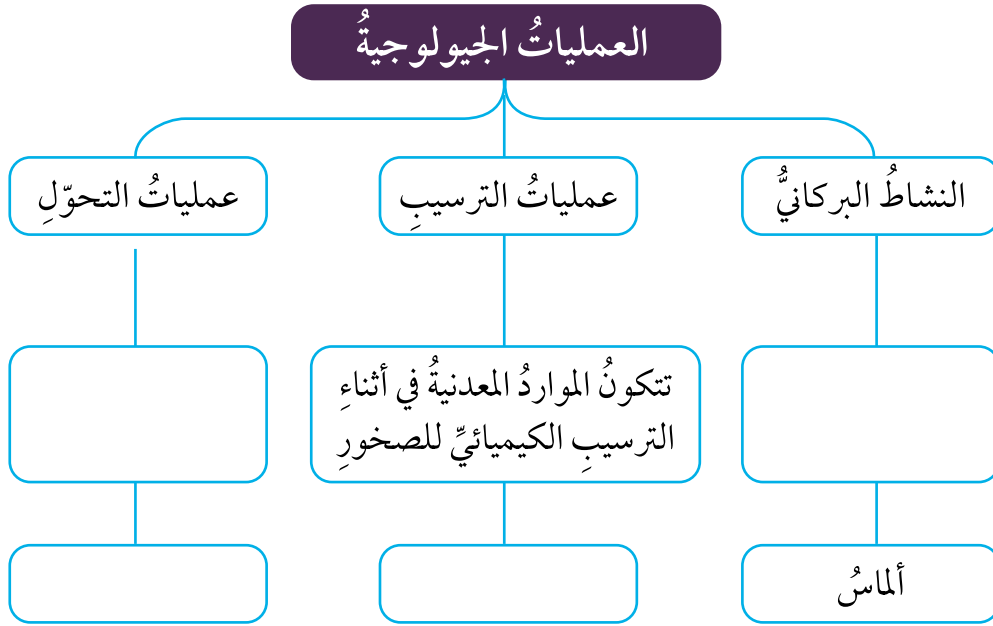 العملياتُ الجيولوجيةُ
النشاطُ البركانيُّ
عملياتُ الترسيبِ
عملياتُ التحوّلِ
تتكونُ المواردُ المعدنيةُ في أثناءِ
الترسيبِ الكيميائيِّ للصخورِ
ألماسُ